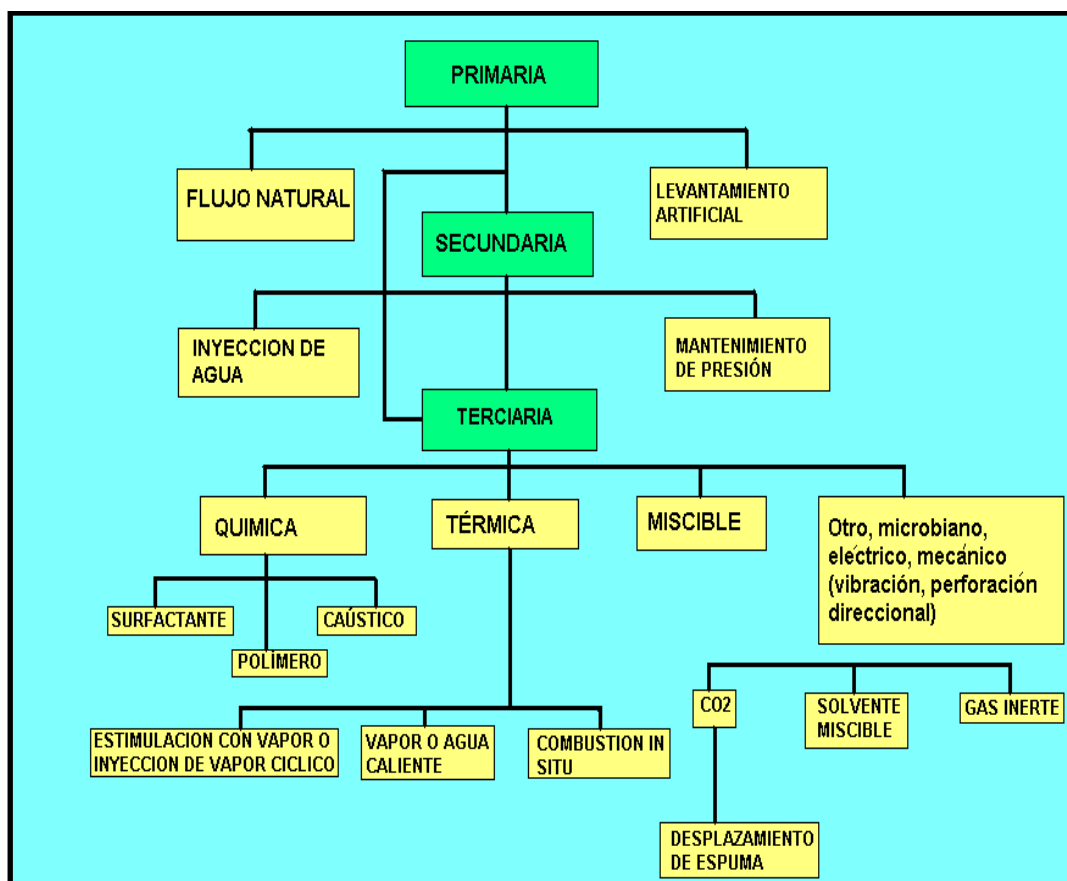 PRIMARIA
FLUJO NATURAL
LEVANTAMIENTO
ARTIFICIAL
SECUNDARIA
INYECCION DE
AGUA
MANTENIMIENTO
DE PRESIÓN
TERCIARIA
QUIMICA
TÉRMICA
MISCIBLE
Otro, microbiano,
eléctrico, mecánico
(vibración, perforación
direccional)
SURFACTANTE
CAÚSTICO
POLÍMERO
CO2
SOLVENTE
MISCIBLE
GAS INERTE
ESTIMULACION CON VAPOR O
INYECCION DE VAPOR CICLICO
VAPOR O AGUA
CALIENTE
COMBUSTION IN
SITU
DESPLAZAMIENTO
DE ESPUMA